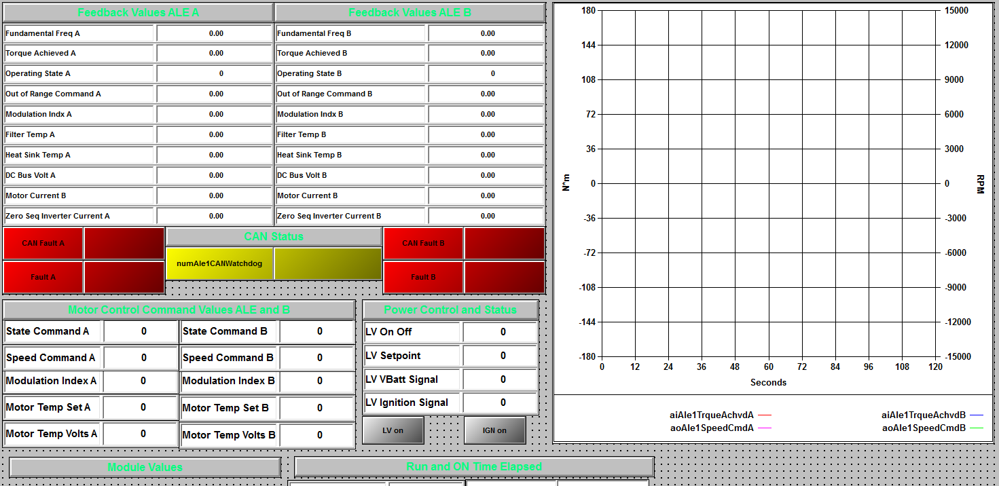 Feedback Values ALE A
Feedback Values ALE B
Fundamental Freq A 0.00 Fundamental Freq B 0.00
Torque Achieved A 0.00 Torque Achieved B 0.00
Operating State A 0 Operating State B 0
Out of Range Command A 0.00 Out of Range Command B 0.00
Modulation Indx A 0.00 Modulation Indx B 0.00
Filter Temp A 0.00 Filter Temp B 0.00
Heat Sink Temp A 0.00 Heat Sink Temp B 0.00
DC Bus Volt A 0.00 DC Bus Volt B 0.00
Motor Current B 0.00 Motor Current B 0.00
Zero Seq Inverter Current A 0.00 Zero Seq Inverter Current B 0.00
CAN Fault A
Fault A
CAN Status
numAle1CANWatchdog
CAN Fault B
Fault B
Motor Control Command Values ALE and B
State Command A 0 State Command B 0
Speed Command A 0 Speed Command B 0
Modulation Index A 0 Modulation Index B 0
Motor Temp Set A 0 Motor Temp Set B 0
Motor Temp Volts A 0 Motor Temp Volts B 0
Power Control and Status
LV On Off 0
LV Setpoint 0
LV VBatt Signal 0
LV Ignition Signal 0
LV on
IGN on
Module Values
Run and ON Time Elapsed
180
144
108
72
36
0
-36
-72
-108
-144
-180
N*m
15000
12000
9000
6000
3000
0
-3000
-6000
-9000
-12000
-15000
RPM
0 12 24 36 48 60 72 84 96 108 120
Seconds
aiAle1TrqueAchvdA
aoAle1SpeedCmdA
aiAle1TrqueAchvdB
aoAle1SpeedCmdB